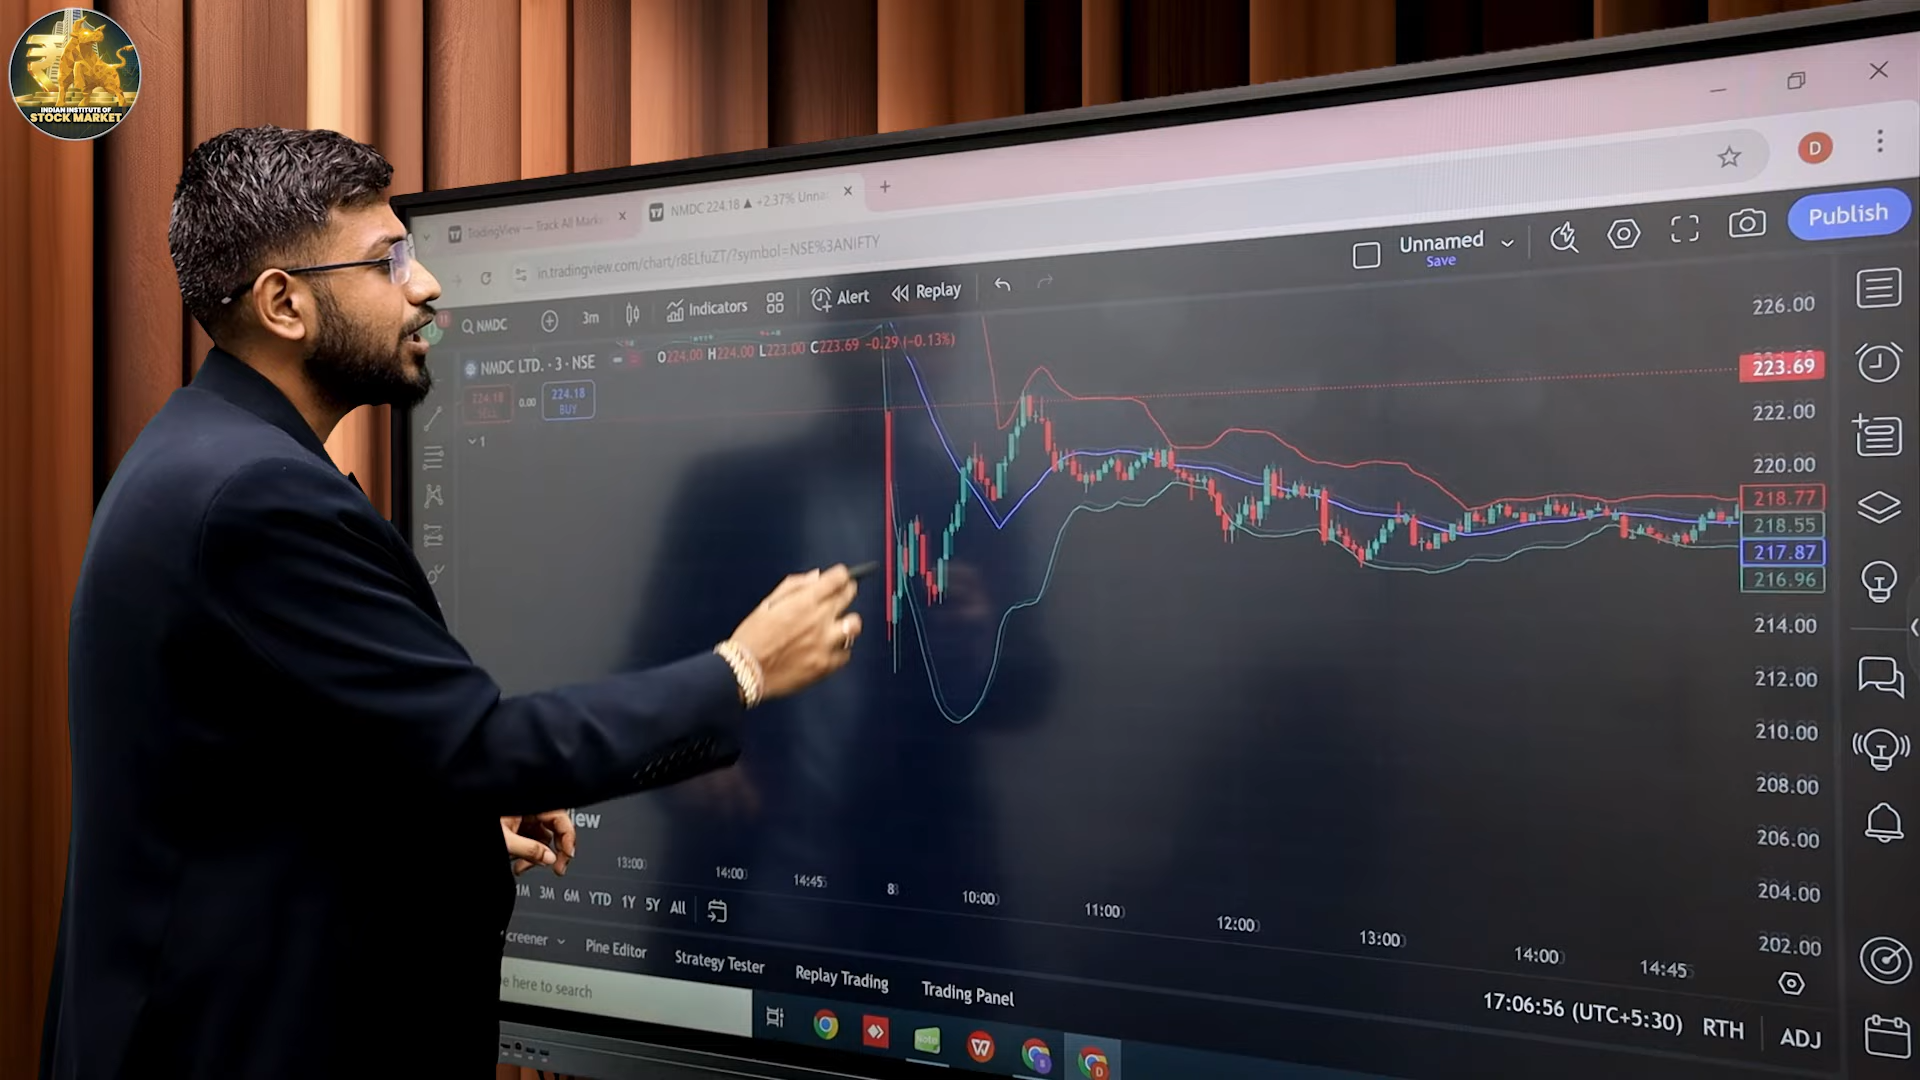 INDIAN INSTITUTE OF
STOCK MARKET
TradingView — Track All Mark
NMDC 224.18 ▲ +2.37% Unna
in.tradingview.com/chart/r8ELfuZT/?symbol=NSE%3ANIFTY
D
NMDC
3m
Indicators
Alert
Replay
Unnamed
Save
Publish
NMDC LTD. · 3 · NSE
O224.00 H224.00 L223.00 C223.69 -0.29 (-0.13%)
224.18
SELL
0.00
224.18
BUY
1
226.00
223.69
222.00
220.00
218.77
218.55
217.87
216.96
214.00
212.00
210.00
208.00
206.00
204.00
202.00
iew
13:00
14:00
14:45
8
10:00
11:00
12:00
13:00
14:00
14:45
1M 3M 6M YTD 1Y 5Y All
17:06:56 (UTC+5:30) RTH ADJ
creener
Pine Editor
Strategy Tester
Replay Trading
Trading Panel
e here to search